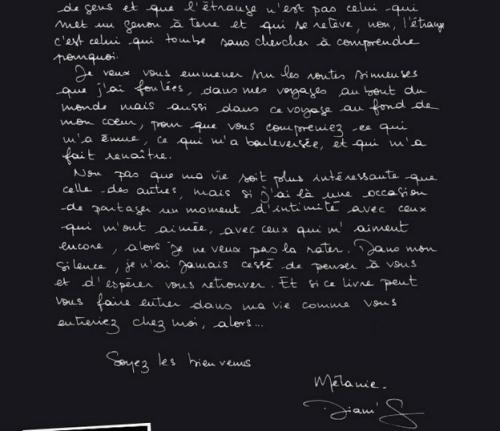 de gens et que l'étrange n'est pas celui qui
met un genou à terre et qui se relève, non, l'étrange
c'est celui qui tombe sans chercher à comprendre
pourquoi.
Je veux vous emmener sur les routes sinueuses
que j'ai foulées, dans mes voyages au bout du
monde mais aussi dans ce voyage au fond de
mon cœur, pour que vous compreniez ce qui
m'a émue, ce qui m'a bouleversée, et qui m'a
fait renaître.
Non pas que ma vie soit plus intéressante que
celle des autres, mais si j'ai là une occasion
de partager un moment d'intimité avec ceux
qui m'ont aimée, avec ceux qui m'aiment
encore, alors je ne veux pas la rater. Dans mon
silence, je n'ai jamais cessé de penser à vous
et d'espérer vous retrouver. Et si ce livre peut
vous faire entrer dans ma vie comme vous
entreriez chez moi, alors...
Soyez les bienvenus
Mélanie.